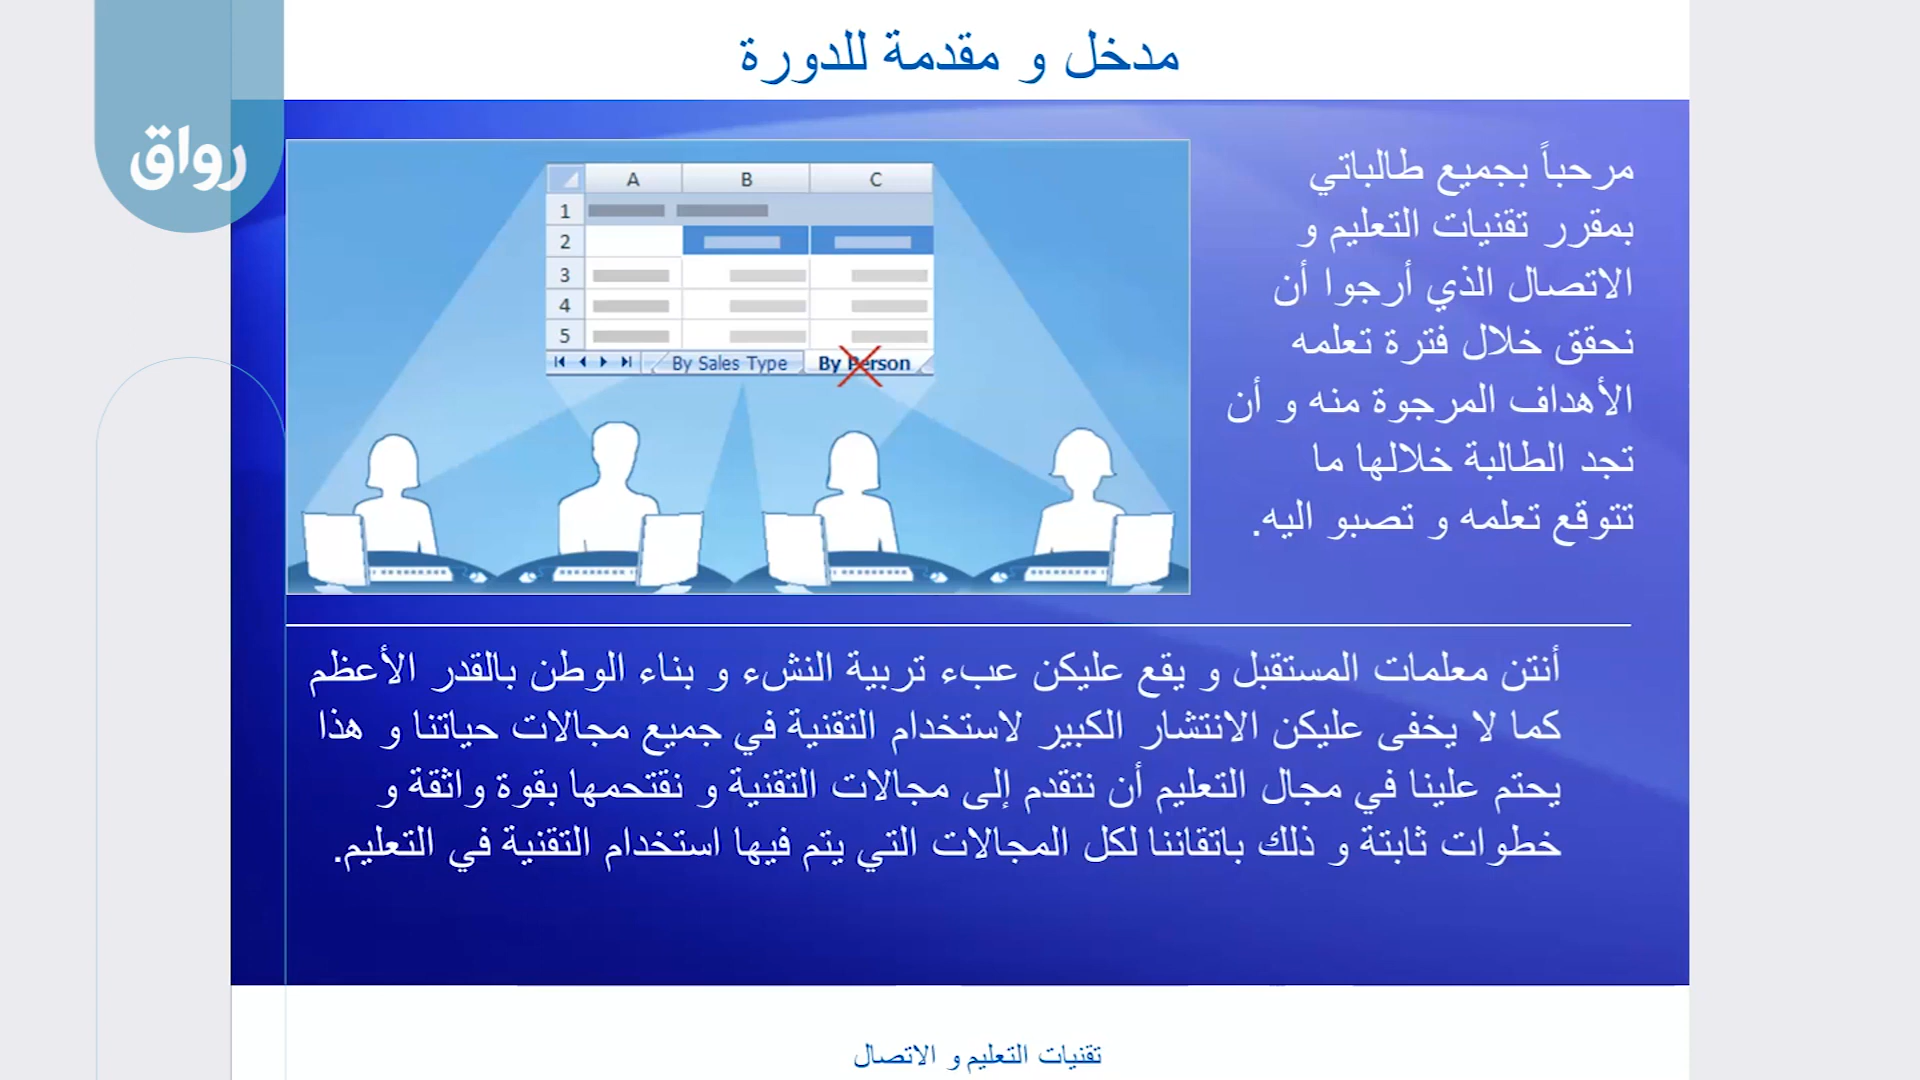 مدخل و مقدمة للدورة
رواق
مرحباً بجميع طالباتي
بمقرر تقنيات التعليم و
الاتصال الذي أرجوا أن
نحقق خلال فترة تعلمه
الأهداف المرجوة منه و أن
تجد الطالبة خلالها ما
تتوقع تعلمه و تصبو اليه.
A B C
1
2
3
4
5
By Sales Type By Person
أنتن معلمات المستقبل و يقع عليكن عبء تربية النشء و بناء الوطن بالقدر الأعظم
كما لا يخفى عليكن الانتشار الكبير لاستخدام التقنية في جميع مجالات حياتنا و هذا
يحتم علينا في مجال التعليم أن نتقدم إلى مجالات التقنية و نقتحمها بقوة واثقة و
خطوات ثابتة و ذلك باتقاننا لكل المجالات التي يتم فيها استخدام التقنية في التعليم.
تقنيات التعليم و الاتصال